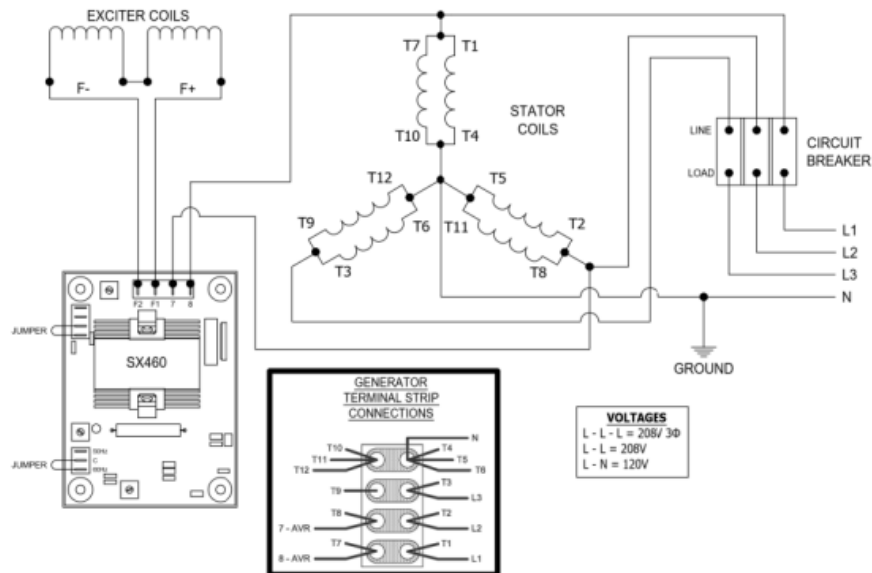 EXCITER COILS
F-
F+
T7
T1
T10
T4
STATOR
COILS
T12
T5
T9
T6
T11
T2
T3
T8
LINE
LOAD
CIRCUIT
BREAKER
L1
L2
L3
N
GROUND
F2 F1 7 8
JUMPER
SX460
JUMPER
50Hz
C
60Hz
GENERATOR
TERMINAL STRIP
CONNECTIONS
N
T10
T4
T11
T5
T12
T6
T9
T3
L3
T8
T2
7 - AVR
L2
T7
T1
8 - AVR
L1
VOLTAGES
L - L - L = 208V 3Φ
L - L = 208V
L - N = 120V